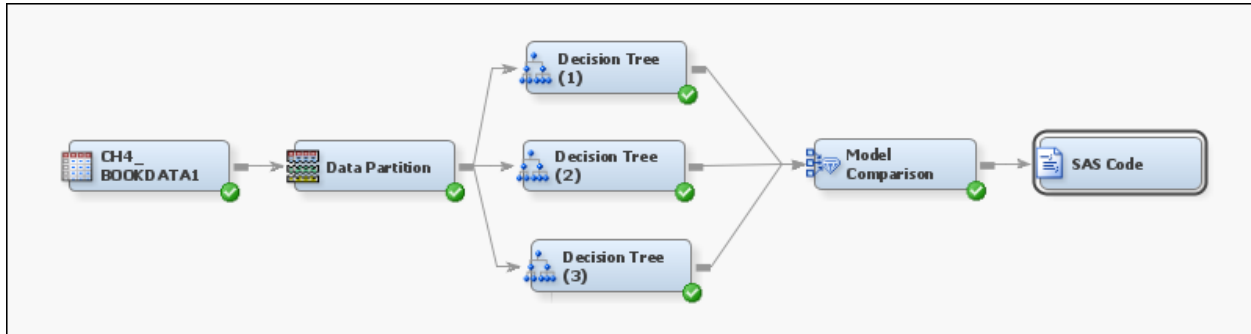 CH4_
BOOKDATA1
Data Partition
Decision Tree
(1)
Decision Tree
(2)
Decision Tree
(3)
Model
Comparison
SAS Code